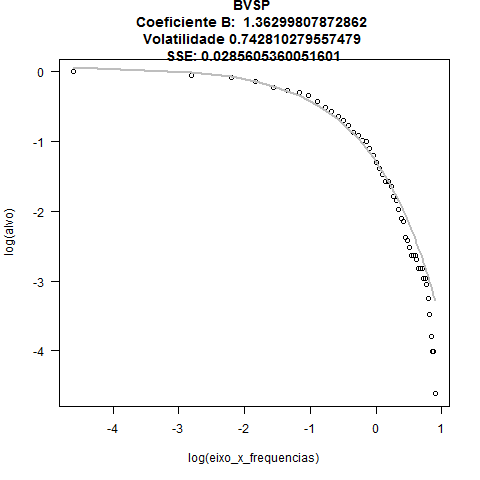 BVSP
Coeficiente B:  1.36299807872862
Volatilidade 0.742810279557479
SSE: 0.0285605360051601
0
-1
-2
-3
-4
log(alvo)
-4 -3 -2 -1 0 1
log(eixo_x_frequencias)